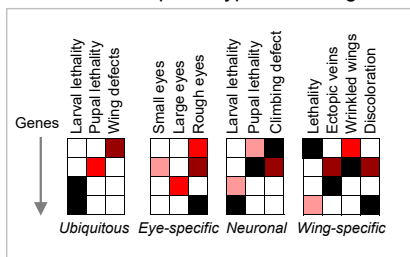 Larval lethality
Pupal lethality
Wing defects
Small eyes
Large eyes
Rough eyes
Larval lethality
Pupal lethality
Climbing defect
Lethality
Ectopic veins
Wrinkled wings
Discoloration
Genes
Ubiquitous
Eye-specific
Neuronal
Wing-specific